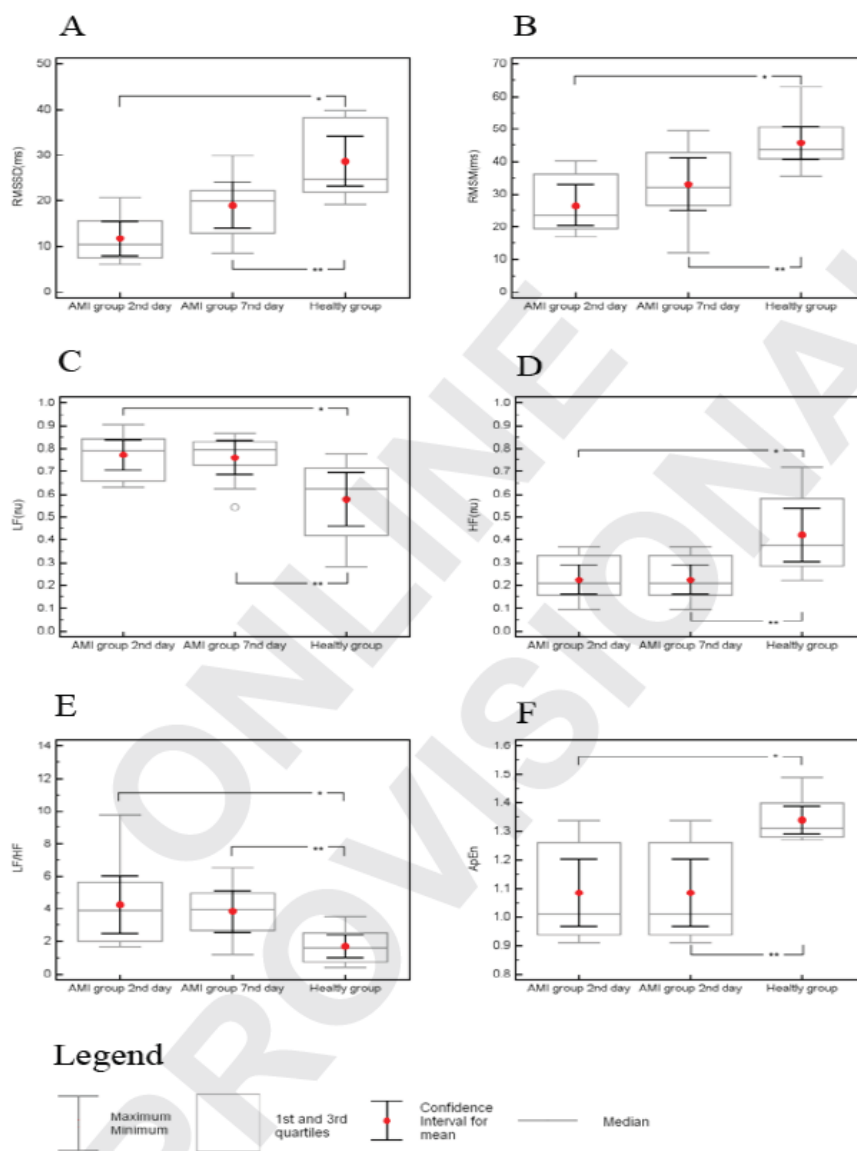 A
B
50
40
30
20
10
0
RMSSD(ms)
*
**
AMI group 2nd day AMI group 7nd day Healtly group
70
60
50
40
30
20
10
0
RMSM(ms)
*
**
AMI group 2nd day AMI group 7nd day Healtly group
C
D
1.0
0.9
0.8
0.7
0.6
0.5
0.4
0.3
0.2
0.1
0.0
LF(nu)
*
**
AMI group 2nd day AMI group 7nd day Healtly group
1.0
0.9
0.8
0.7
0.6
0.5
0.4
0.3
0.2
0.1
0.0
HF(nu)
*
**
AMI group 2nd day AMI group 7nd day Healtly group
E
F
14
12
10
8
6
4
2
0
LF/HF
*
**
AMI group 2nd day AMI group 7nd day Healtly group
1.6
1.5
1.4
1.3
1.2
1.1
1.0
0.9
0.8
ApEn
*
**
AMI group 2nd day AMI group 2nd day Healtly group
Legend
Maximum
Minimum
1st and 3rd
quartiles
Confidence
Interval for
mean
Median
ONLINE
PROVISIONAL